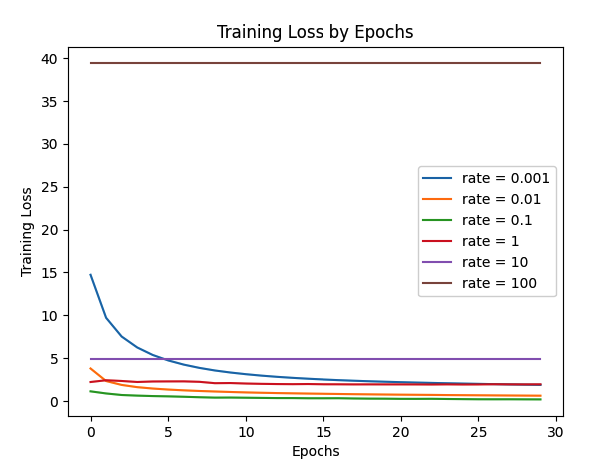 Training Loss by Epochs
Training Loss
40
35
30
25
20
15
10
5
0
rate = 0.001
rate = 0.01
rate = 0.1
rate = 1
rate = 10
rate = 100
0 5 10 15 20 25 30
Epochs